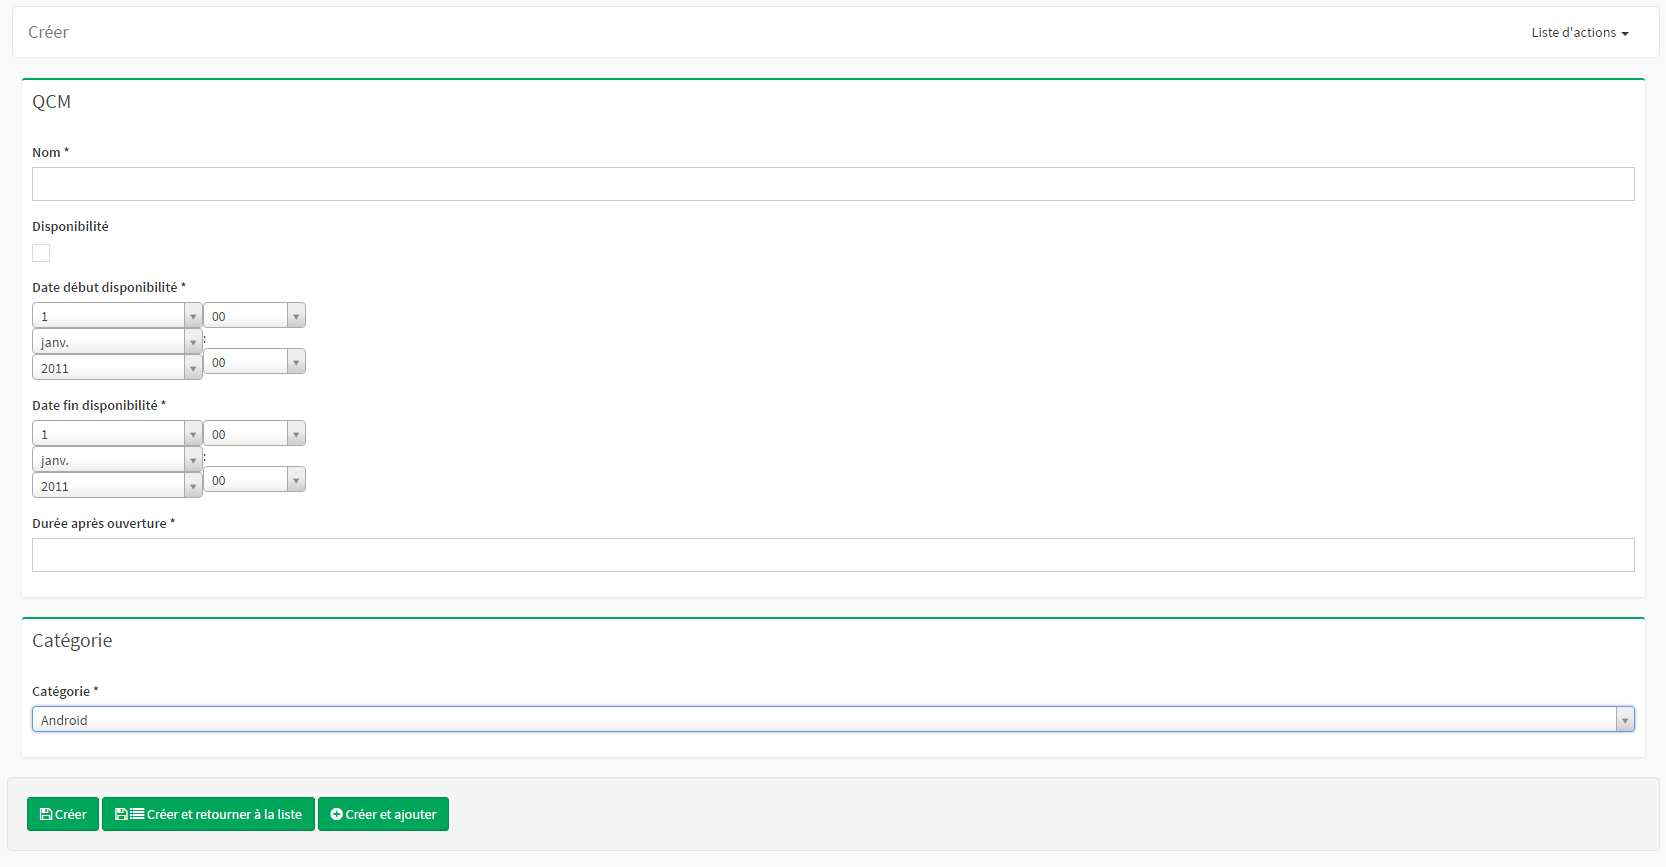 Créer
Liste d'actions
QCM
Nom *
Disponibilité
Date début disponibilité *
1
00
janv.
:
2011
00
Date fin disponibilité *
1
00
janv.
:
2011
00
Durée après ouverture *
Catégorie
Catégorie *
Android
Créer
Créer et retourner à la liste
Créer et ajouter